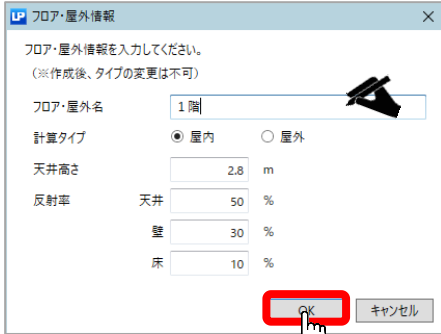 LP フロア・屋外情報
フロア・屋外情報を入力してください。
(※作成後、タイプの変更は不可)
フロア・屋外名 1階
計算タイプ 屋内 屋外
天井高さ 2.8 m
反射率 天井 50 %
壁 30 %
床 10 %
OK キャンセル